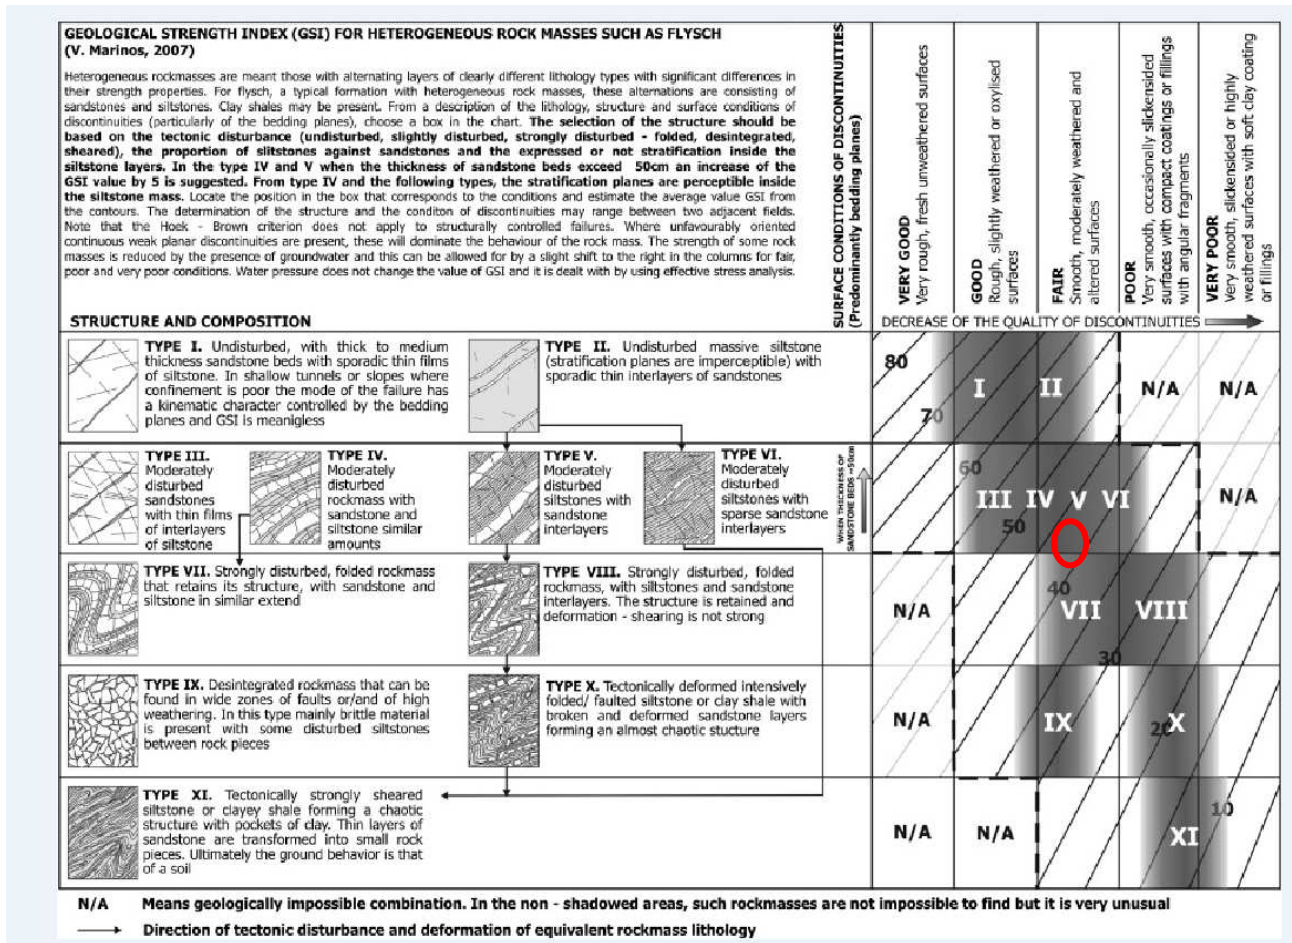 GEOLOGICAL STRENGTH INDEX (GSI) FOR HETEROGENEOUS ROCK MASSES SUCH AS FLYSCH
(V. Marinos, 2007)
Heterogeneous rockmasses are meant those with alternating layers of clearly different lithology types with significant differences in
their strength properties. For flysch, a typical formation with heterogeneous rock masses, these alternations are consisting of
sandstones and siltstones. Clay shales may be present. From a description of the lithology, structure and surface conditions of
discontinuities (particularly of the bedding planes), choose a box in the chart. The selection of the structure should be
based on the tectonic disturbance (undisturbed, slightly disturbed, strongly disturbed - folded, desintegrated,
sheared), the proportion of siltstones against sandstones and the expressed or not stratification inside the
siltstone layers. In the type IV and V when the thickness of sandstone beds exceed 50cm an increase of the
GSI value by 5 is suggested. From type IV and the following types, the stratification planes are perceptible inside
the siltstone mass. Locate the position in the box that corresponds to the conditions and estimate the average value GSI from
the contours. The determination of the structure and the conditon of discontinuities may range between two adjacent fields.
Note that the Hoek - Brown criterion does not apply to structurally controlled failures. Where unfavourably oriented
continuous weak planar discontinuities are present, these will dominate the behaviour of the rock mass. The strength of some rock
masses is reduced by the presence of groundwater and this can be allowed for by a slight shift to the right in the columns for fair,
poor and very poor conditions. Water pressure does not change the value of GSI and it is dealt with by using effective stress analysis.
STRUCTURE AND COMPOSITION
SURFACE CONDITIONS OF DISCONTINUITIES
(Predominantly bedding planes)
VERY GOOD
Very rough, fresh unweathered surfaces
GOOD
Rough, slightly weathered or oxylised
surfaces
FAIR
Smooth, moderately weathered and
altered surfaces
POOR
Very smooth, occasionally slickensided
surfaces with compact coatings or fillings
with angular fragments
VERY POOR
Very smooth, slickensided or highly
weathered surfaces with soft clay coating
or fillings
DECREASE OF THE QUALITY OF DISCONTINUITIES
TYPE I. Undisturbed, with thick to medium
thickness sandstone beds with sporadic thin films
of siltstone. In shallow tunnels or slopes where
confinement is poor the mode of the failure has
a kinematic character controlled by the bedding
planes and GSI is meanigless
TYPE II. Undisturbed massive siltstone
(stratification planes are imperceptible) with
sporadic thin interlayers of sandstones
80
70
I
II
N/A
N/A
TYPE III.
Moderately
disturbed
sandstones
with thin films
of interlayers
of siltstone
TYPE IV.
Moderately
disturbed
rockmass with
sandstone and
siltstone similar
amounts
TYPE V.
Moderately
disturbed
siltstones with
sandstone
interlayers
TYPE VI.
Moderately
disturbed
siltstones with
sparse sandstone
interlayers
WHEN THICKNESS OF
SANDSTONE BEDS >50cm
60
III IV V VI
50
N/A
TYPE VII. Strongly disturbed, folded rockmass
that retains its structure, with sandstone and
siltstone in similar extend
TYPE VIII. Strongly disturbed, folded
rockmass, with siltstones and sandstone
interlayers. The structure is retained and
deformation - shearing is not strong
N/A
40
VII
VIII
30
TYPE IX. Desintegrated rockmass that can be
found in wide zones of faults or/and of high
weathering. In this type mainly brittle material
is present with some disturbed siltstones
between rock pieces
TYPE X. Tectonically deformed intensively
folded/ faulted siltstone or clay shale with
broken and deformed sandstone layers
forming an almost chaotic stucture
N/A
IX
20
X
TYPE XI. Tectonically strongly sheared
siltstone or clayey shale forming a chaotic
structure with pockets of clay. Thin layers of
sandstone are transformed into small rock
pieces. Ultimately the ground behavior is that
of a soil
N/A
N/A
10
XI
N/A Means geologically impossible combination. In the non - shadowed areas, such rockmasses are not impossible to find but it is very unusual
Direction of tectonic disturbance and deformation of equivalent rockmass lithology